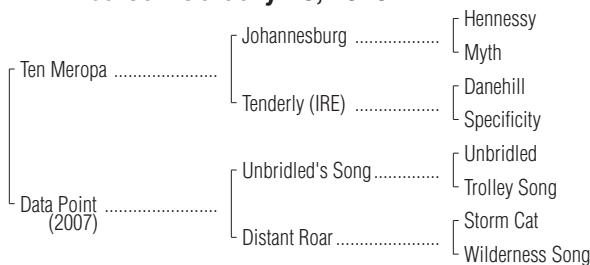 Hennessy
Johannesburg ..................
Myth
Ten Meropa ......................
Danehill
Tenderly (IRE) ..................
Specificity
Unbridled
Unbridled's Song..............
Trolley Song
Data Point ........................
(2007)
Storm Cat
Distant Roar......................
Wilderness Song